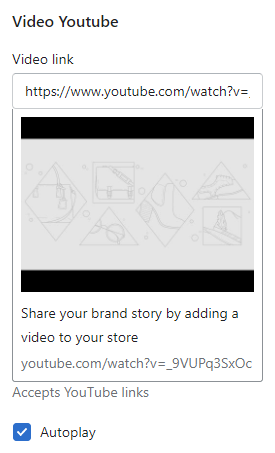 Video Youtube
Video link
https://www.youtube.com/watch?v=_
Share your brand story by adding a
video to your store
youtube.com/watch?v=_9VUPq3SxOc
Accepts YouTube links
Autoplay